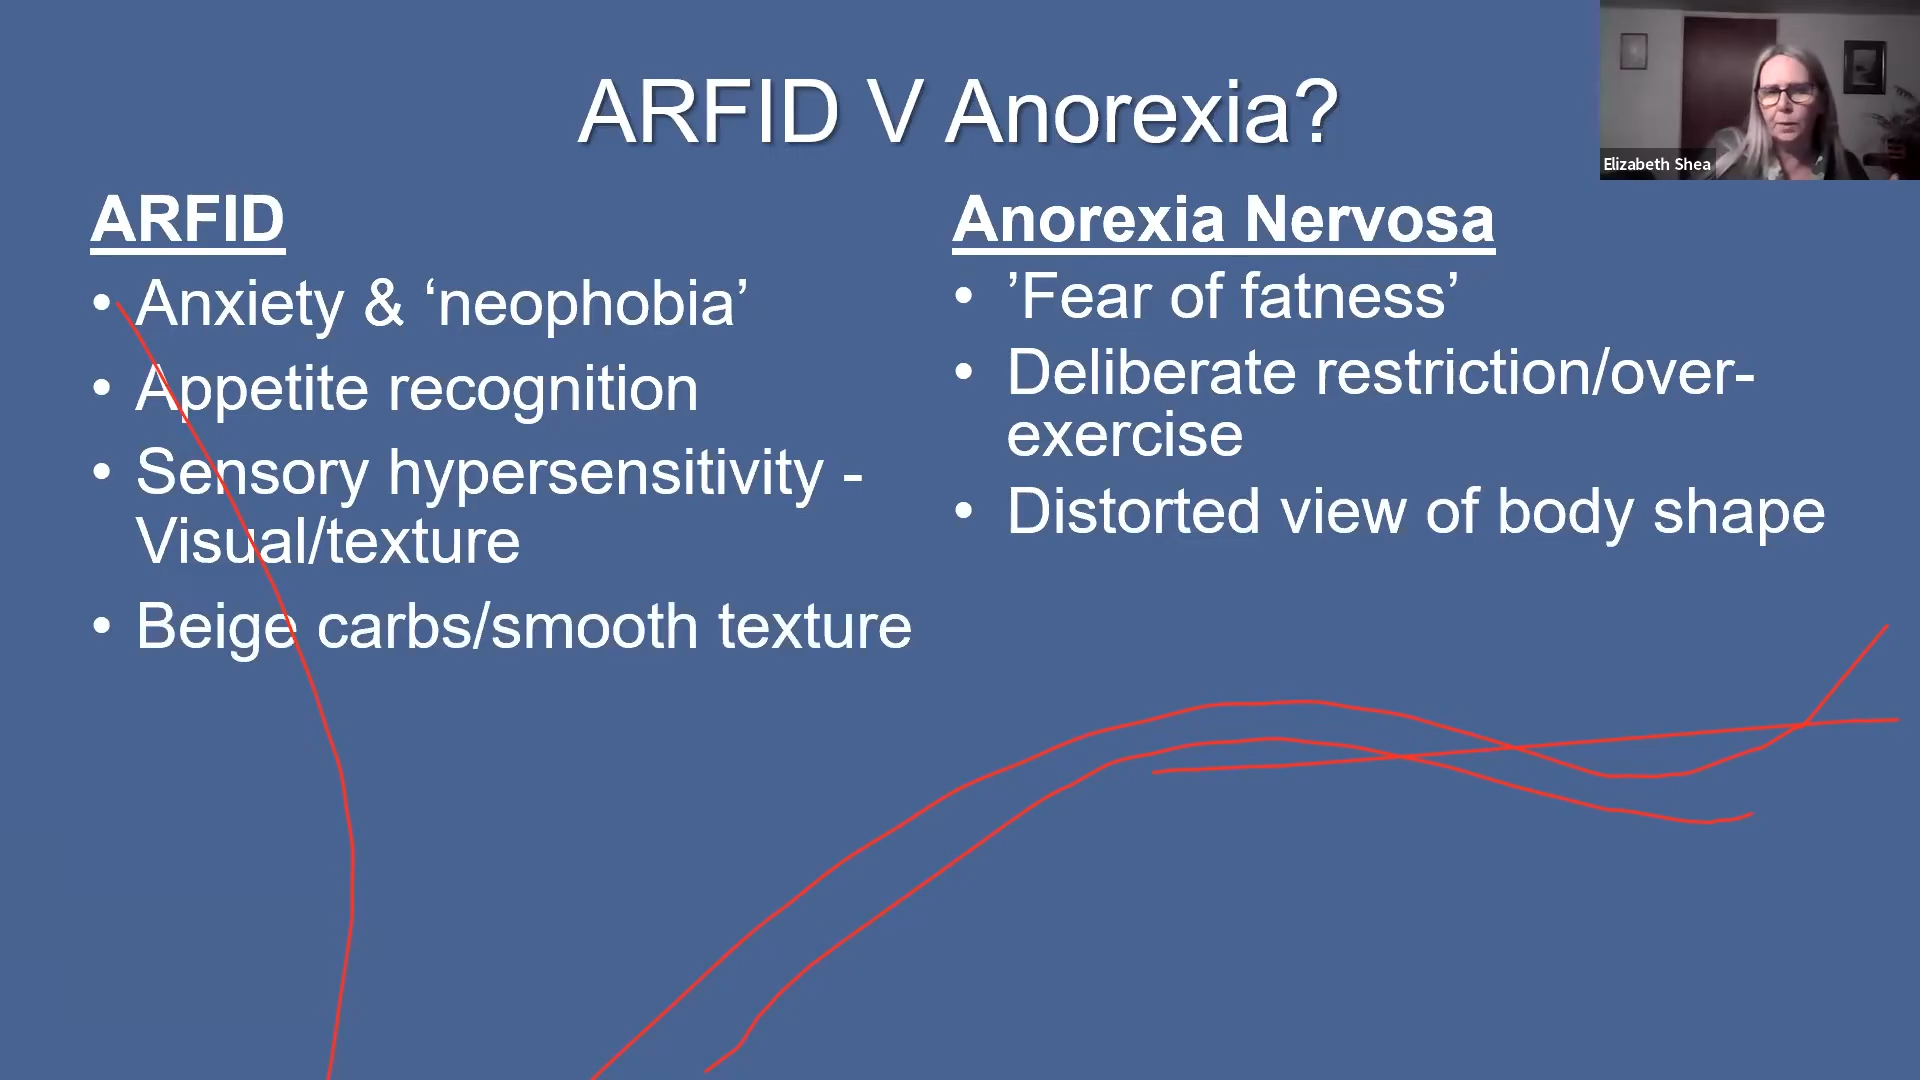 ARFID V Anorexia?
Elizabeth Shea
ARFID
• Anxiety & ‘neophobia’
• Appetite recognition
• Sensory hypersensitivity -
Visual/texture
• Beige carbs/smooth texture
Anorexia Nervosa
• ’Fear of fatness’
• Deliberate restriction/over-
exercise
• Distorted view of body shape